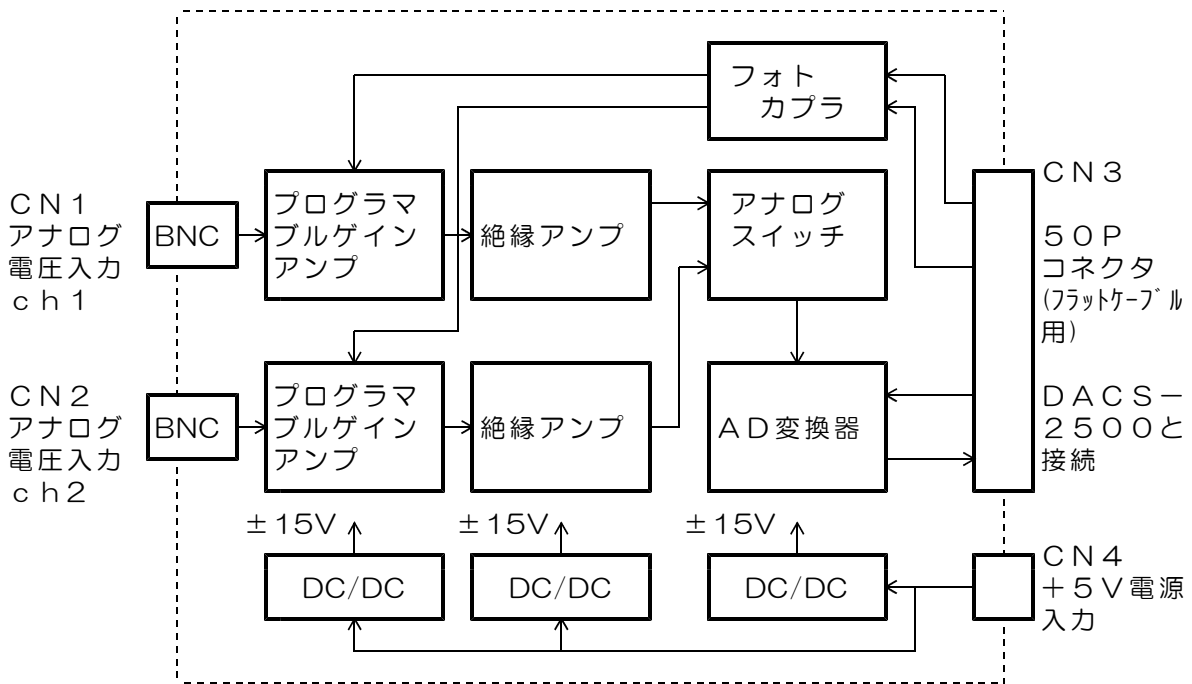 フォト
カプラ
CN1
アナログ
電圧入力
ch1
BNC
プログラマ
ブルゲイン
アンプ
絶縁アンプ
アナログ
スイッチ
CN3
50P
コネクタ
(フラットケーブル
用)
DACS-
2500と
接続
CN2
アナログ
電圧入力
ch2
BNC
プログラマ
ブルゲイン
アンプ
絶縁アンプ
AD変換器
±15V
±15V
±15V
DC/DC
DC/DC
DC/DC
CN4
+5V電源
入力